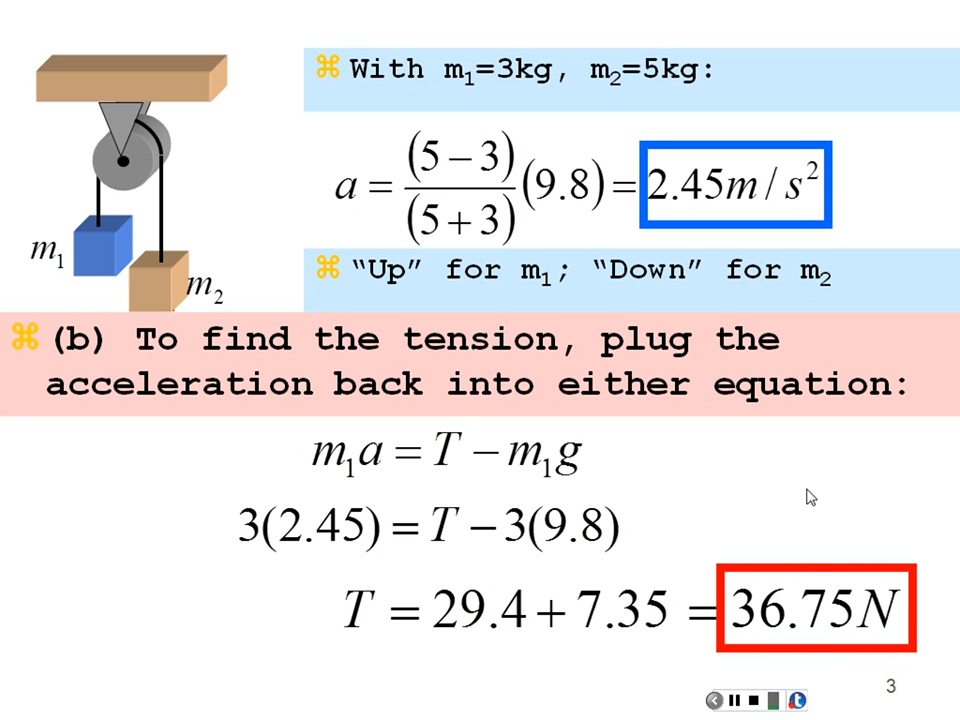 With m₁=3kg, m₂=5kg:
a = (5 − 3)/(5 + 3) (9.8) = 2.45m / s²
m₁
"Up" for m₁; "Down" for m₂
m₂
(b) To find the tension, plug the
acceleration back into either equation:
m₁a = T − m₁g
3(2.45) = T − 3(9.8)
T = 29.4 + 7.35 = 36.75N
3